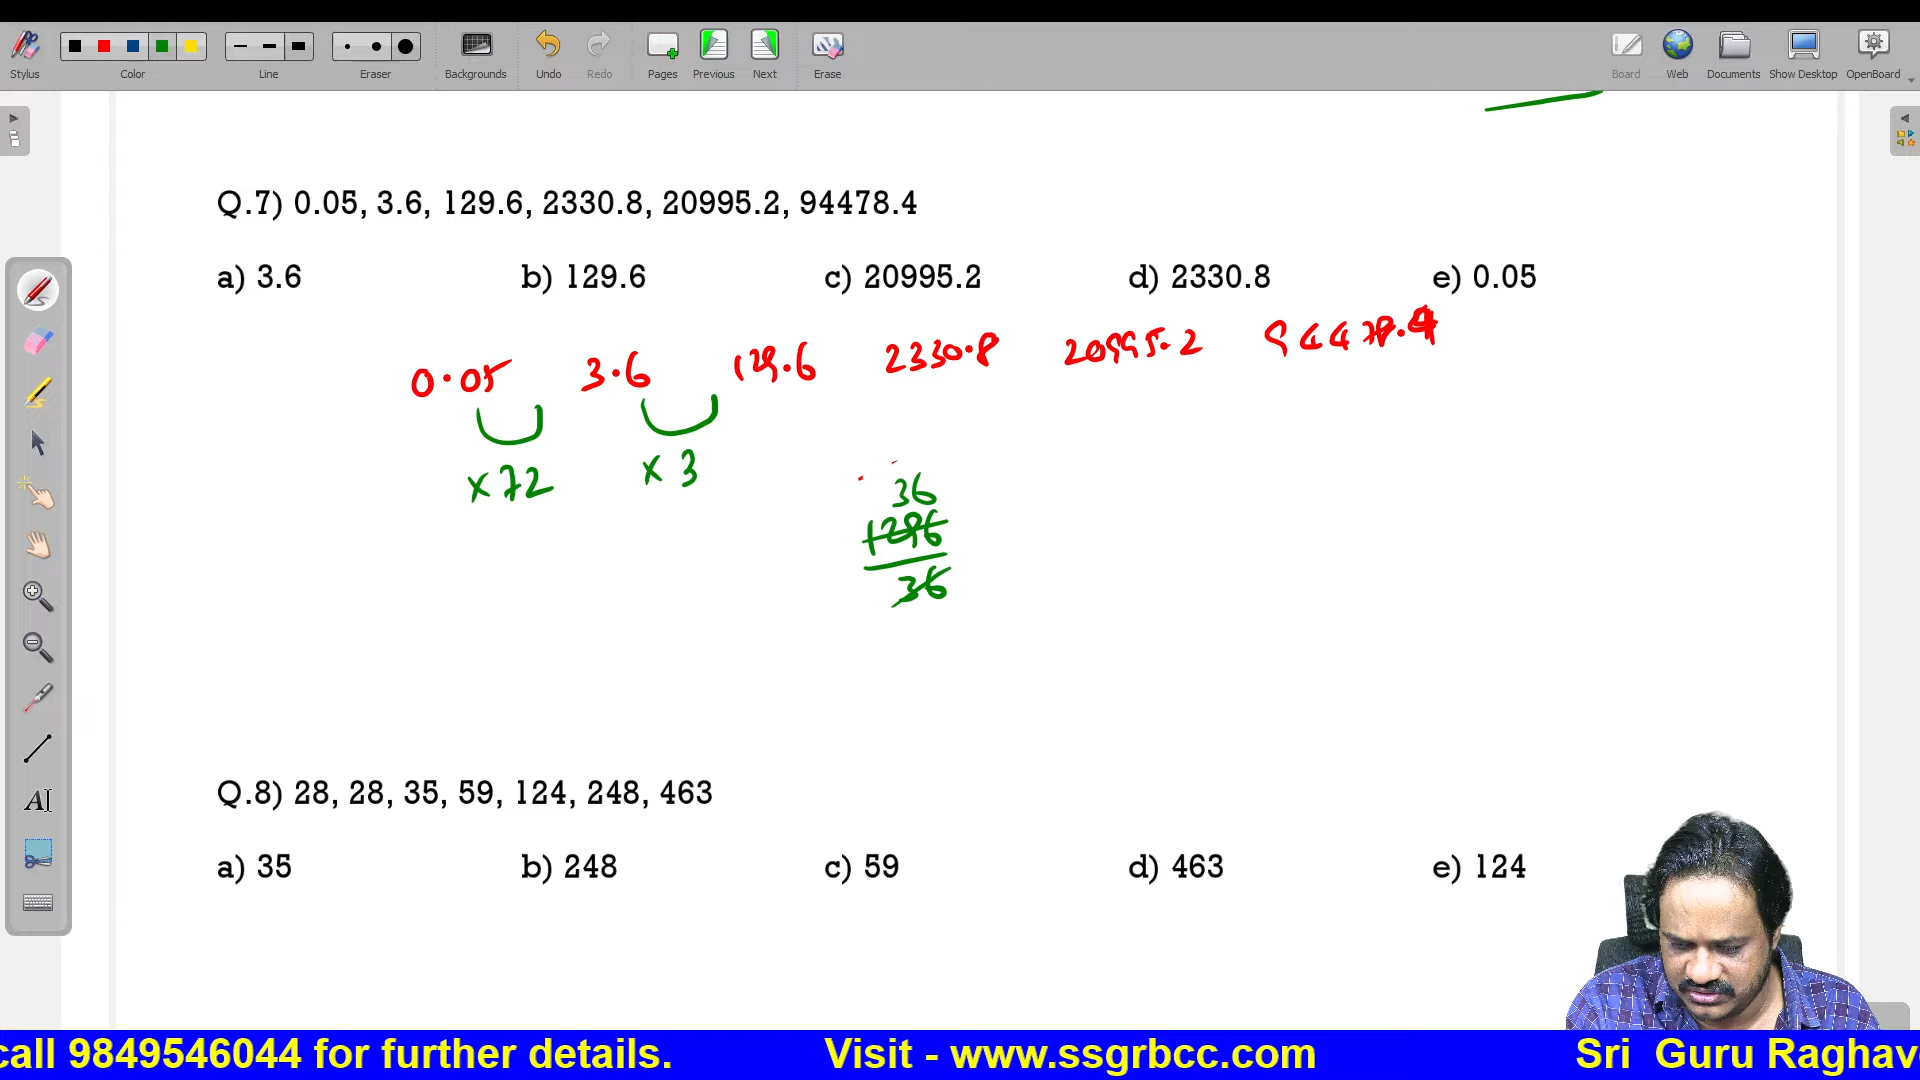 Stylus Color Line Eraser Backgrounds Undo Redo Pages Previous Next Erase Board Web Documents Show Desktop OpenBoard
Q.7) 0.05, 3.6, 129.6, 2330.8, 20995.2, 94478.4
a) 3.6 b) 129.6 c) 20995.2 d) 2330.8 e) 0.05
0.05 3.6 129.6 2330.8 20995.2 94478.4
x 72 x 3
36
1296
36
Q.8) 28, 28, 35, 59, 124, 248, 463
a) 35 b) 248 c) 59 d) 463 e) 124
call 9849546044 for further details. Visit - www.ssgrbcc.com Sri Guru Raghav